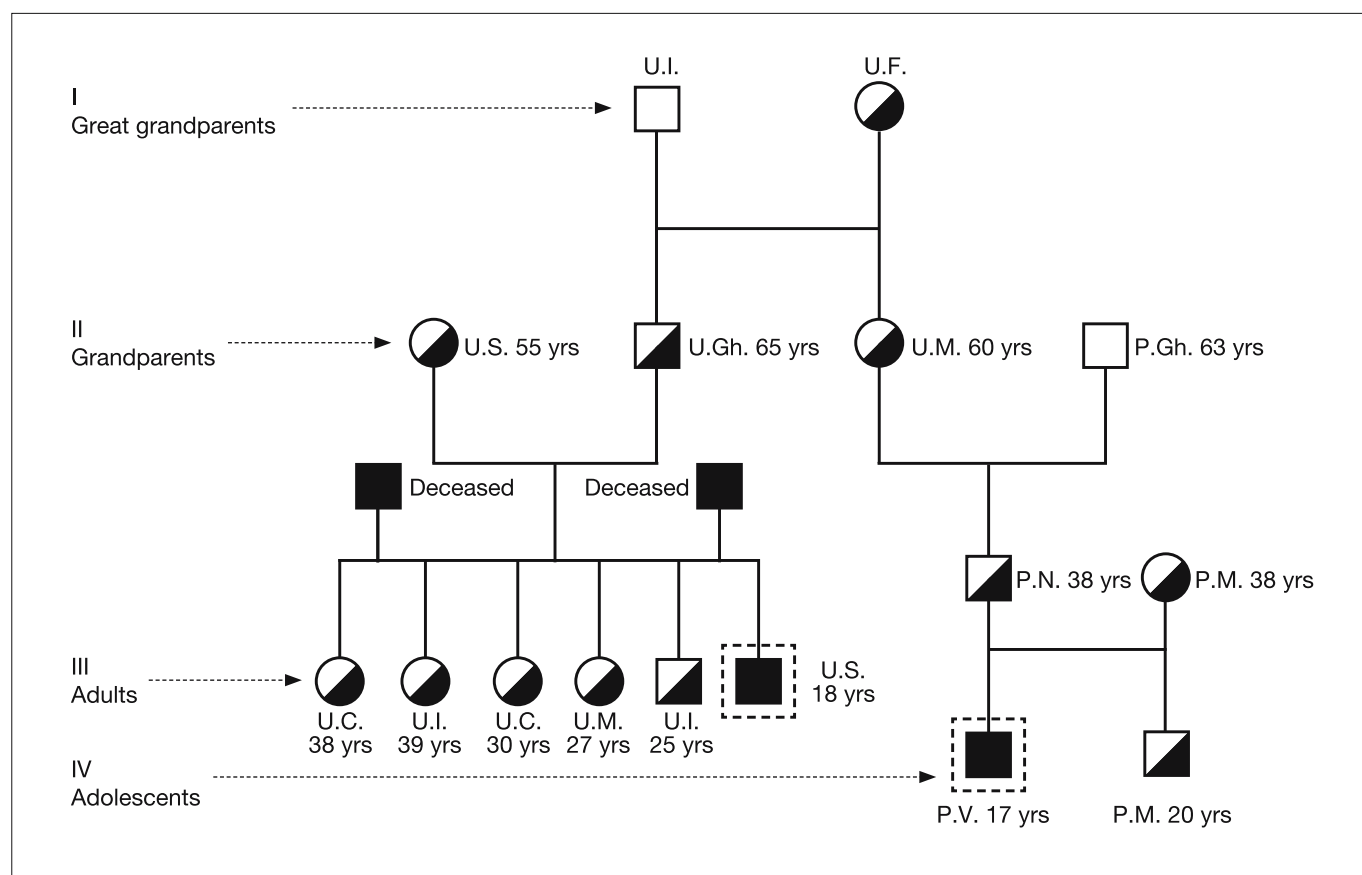 U.I.
U.F.
I
Great grandparents
II
Grandparents
U.S. 55 yrs
U.Gh. 65 yrs
U.M. 60 yrs
P.Gh. 63 yrs
Deceased
Deceased
P.N. 38 yrs
P.M. 38 yrs
III
Adults
U.S.
18 yrs
U.C.
38 yrs
U.I.
39 yrs
U.C.
30 yrs
U.M.
27 yrs
U.I.
25 yrs
IV
Adolescents
P.V. 17 yrs
P.M. 20 yrs